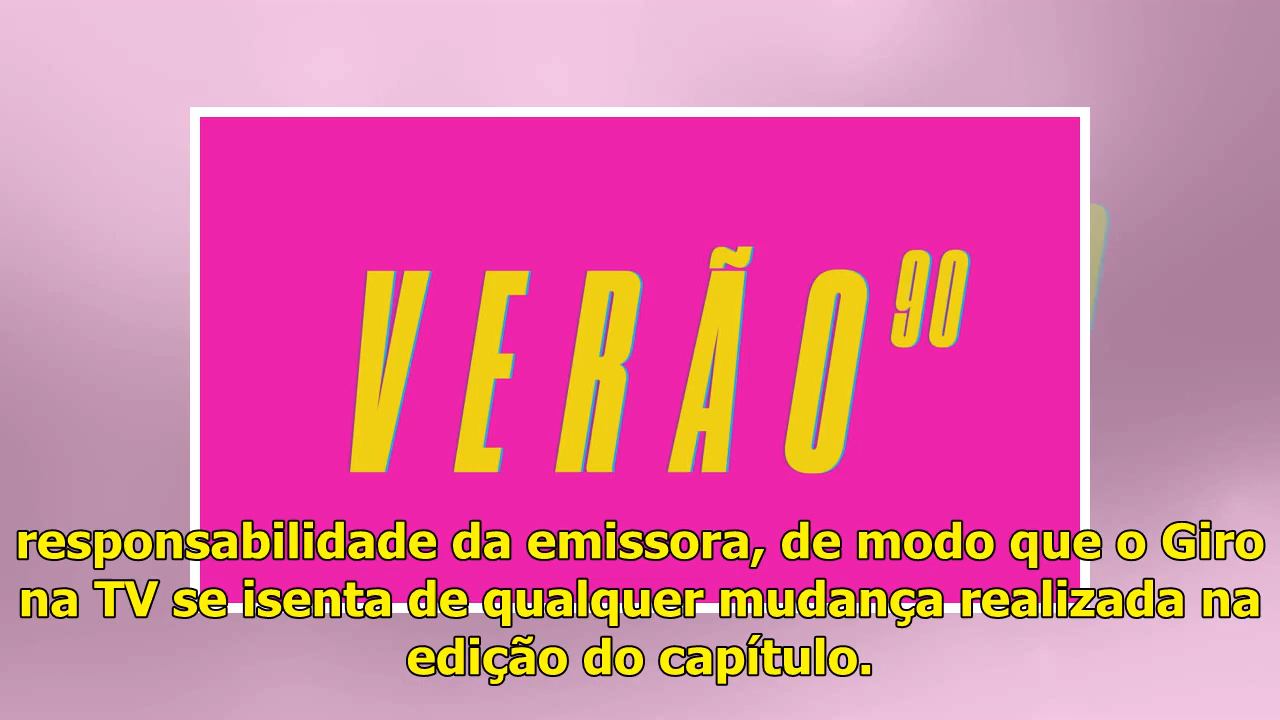 VERÃO 90
responsabilidade da emissora, de modo que o Giro
na TV se isenta de qualquer mudança realizada na
edição do capítulo.